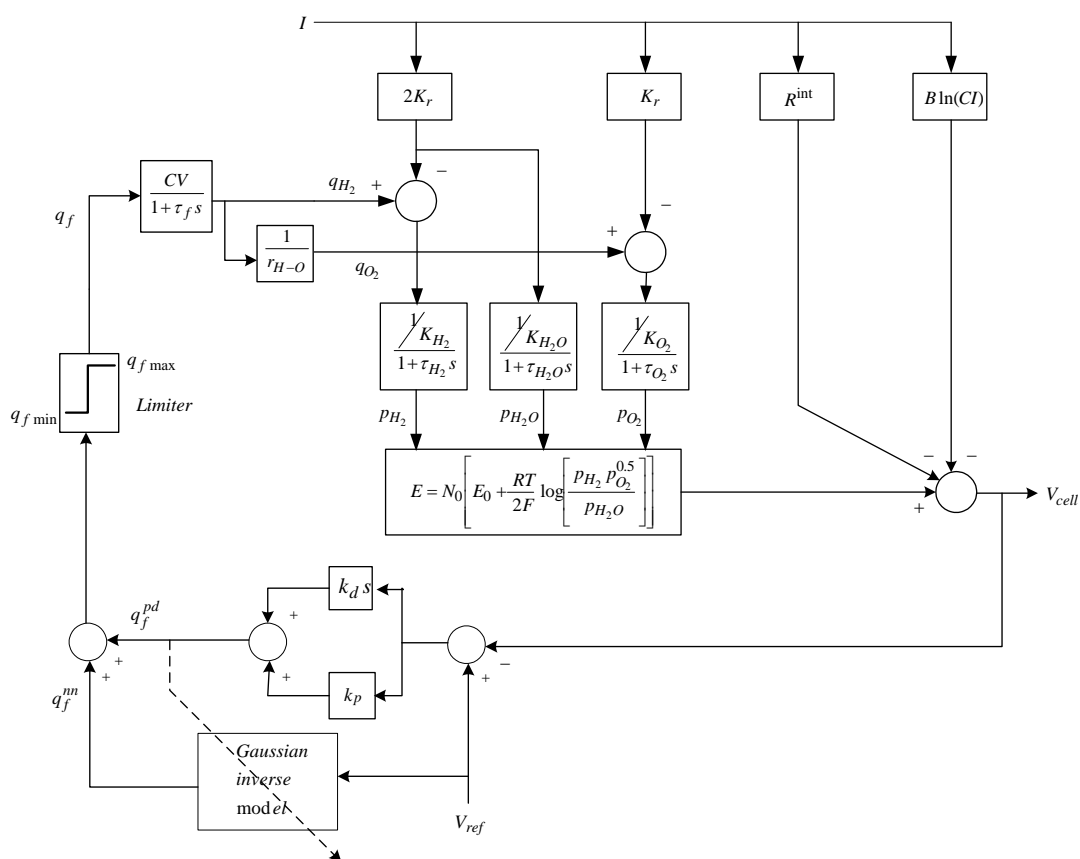 I
2K_r
K_r
R^int
B ln(CI)
−
CV
1+τ_f s
q_H2
+
q_f
−
1
r_H−O
+
q_O2
1/K_H2
1+τ_H2 s
1/K_H2O
1+τ_H2O s
1/K_O2
1+τ_O2 s
q_f max
q_f min
Limiter
p_H2
p_H2O
p_O2
−
−
E = N_0[E_0 + RT/2F log[p_H2 p_O2^0.5 / p_H2O]]
+
V_cell
k_d s
q_f^pd
+
+
−
+
+
+
q_f^nn
k_p
Gaussian
inverse
model
V_ref